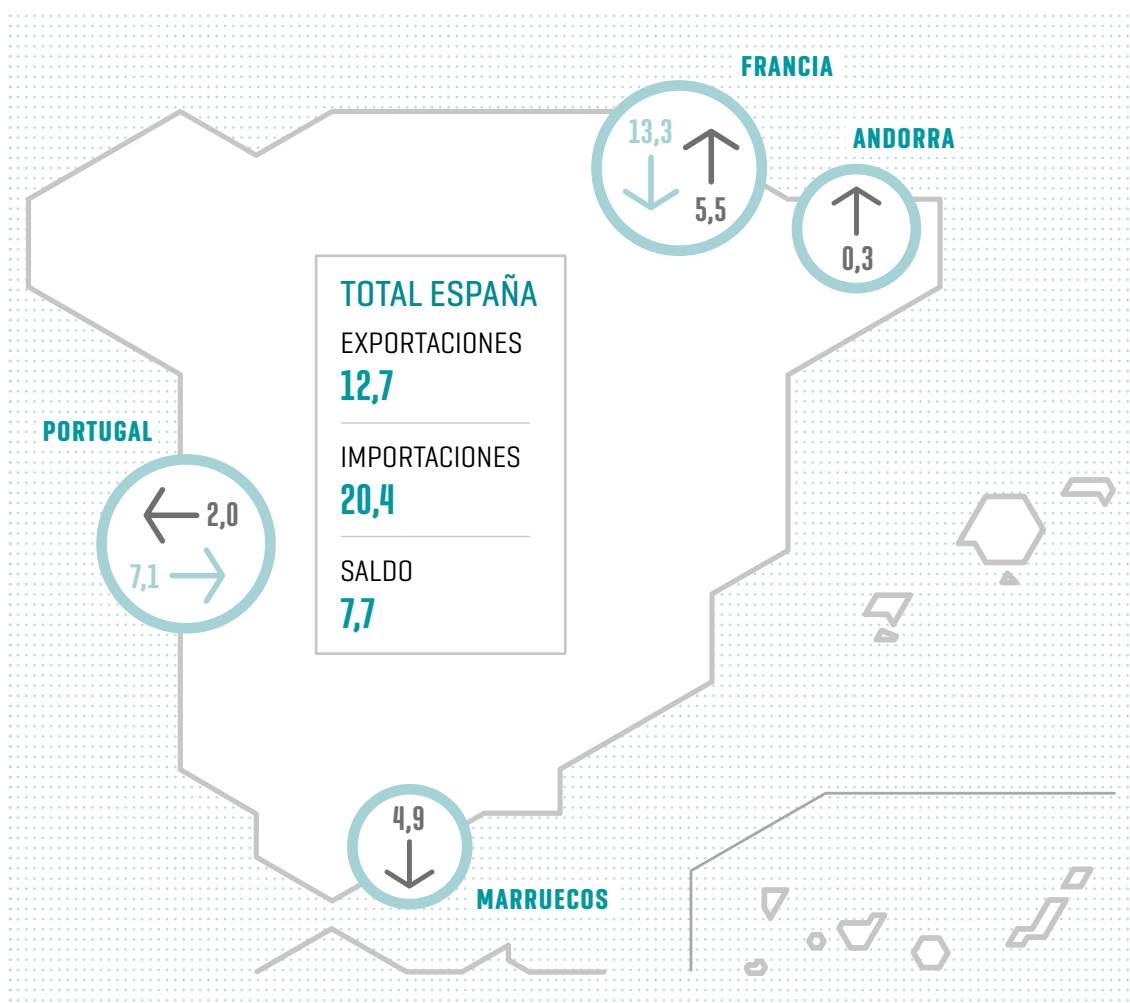 FRANCIA
13,3
5,5
ANDORRA
0,3
TOTAL ESPAÑA
EXPORTACIONES
12,7
IMPORTACIONES
20,4
SALDO
7,7
PORTUGAL
2,0
7,1
4,9
MARRUECOS